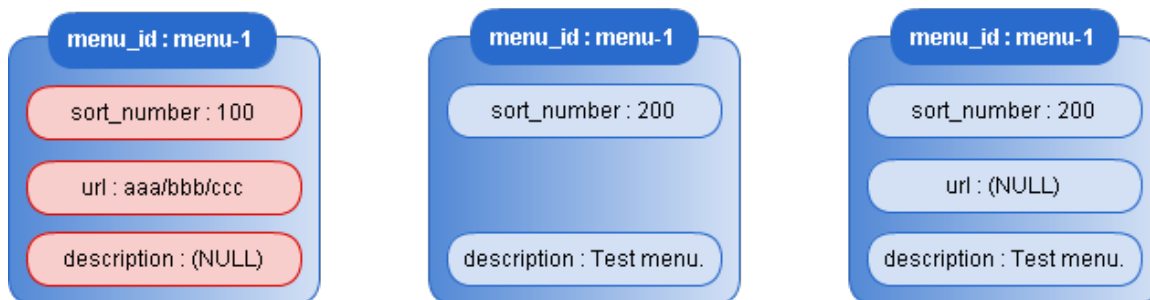 menu_id : menu-1
sort_number : 100
url : aaa/bbb/ccc
description : (NULL)
menu_id : menu-1
sort_number : 200
description : Test menu.
menu_id : menu-1
sort_number : 200
url : (NULL)
description : Test menu.